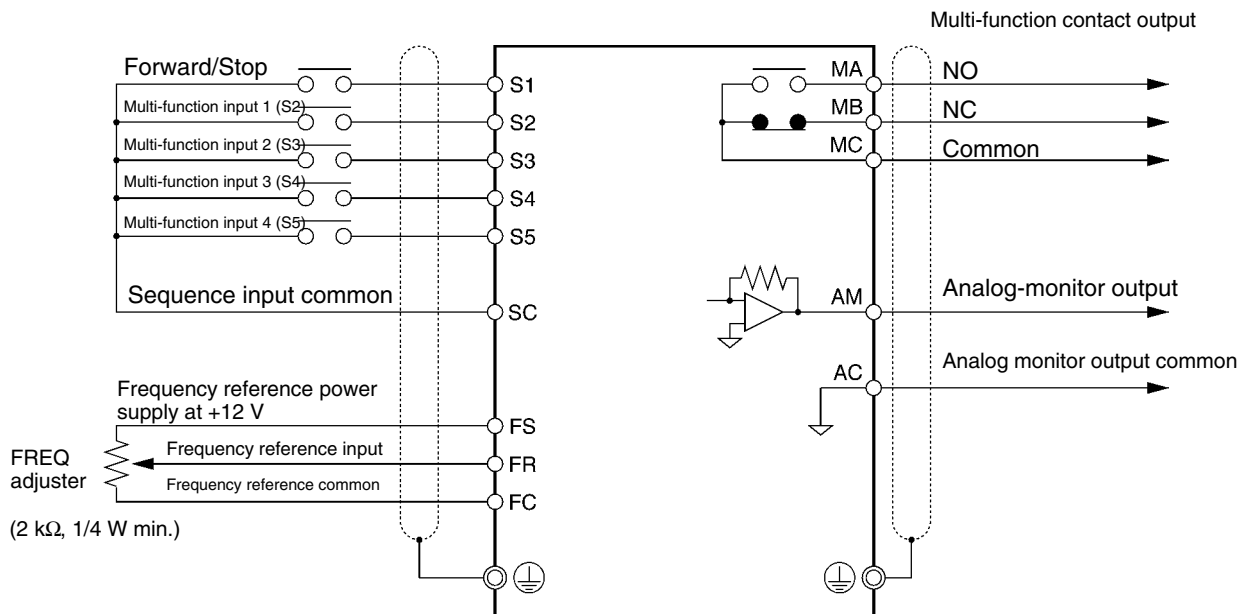 Multi-function contact output
Forward/Stop
S1
MA
NO
Multi-function input 1 (S2)
S2
MB
NC
Multi-function input 2 (S3)
S3
MC
Common
Multi-function input 3 (S4)
S4
Multi-function input 4 (S5)
S5
Sequence input common
SC
AM
Analog-monitor output
AC
Analog monitor output common
Frequency reference power
supply at +12 V
FS
FREQ
adjuster
Frequency reference input
FR
Frequency reference common
FC
(2 kΩ, 1/4 W min.)